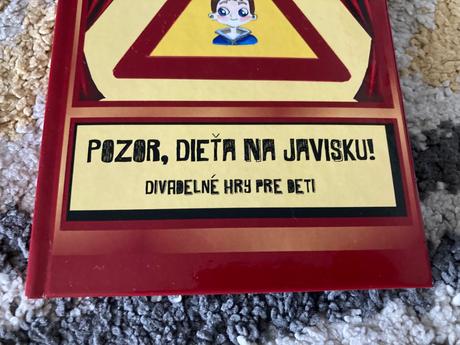 POZOR, DIEŤA NA JAVISKU!
DIVADELNÉ HRY PRE DETI